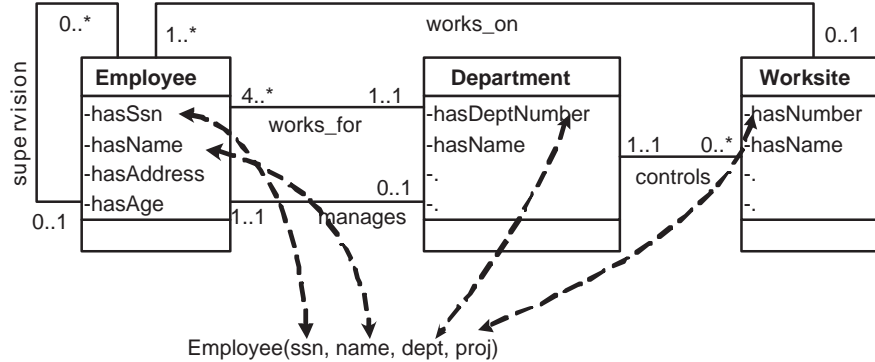 0..*
1..*
works_on
0..1
supervision
Employee
-hasSsn
-hasName
-hasAddress
-hasAge
4..*
1..1
works_for
Department
-hasDeptNumber
-hasName
-.
-.
Worksite
-hasNumber
-hasName
-.
-.
1..1
0..*
controls
0..1
1..1
manages
0..1
Employee(ssn, name, dept, proj)